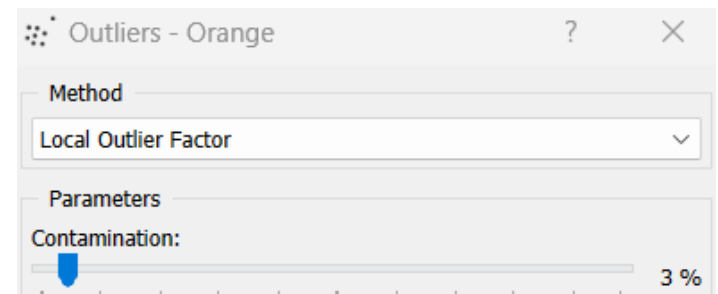 Outliers - Orange ? ×
Method
Local Outlier Factor
Parameters
Contamination:
3 %